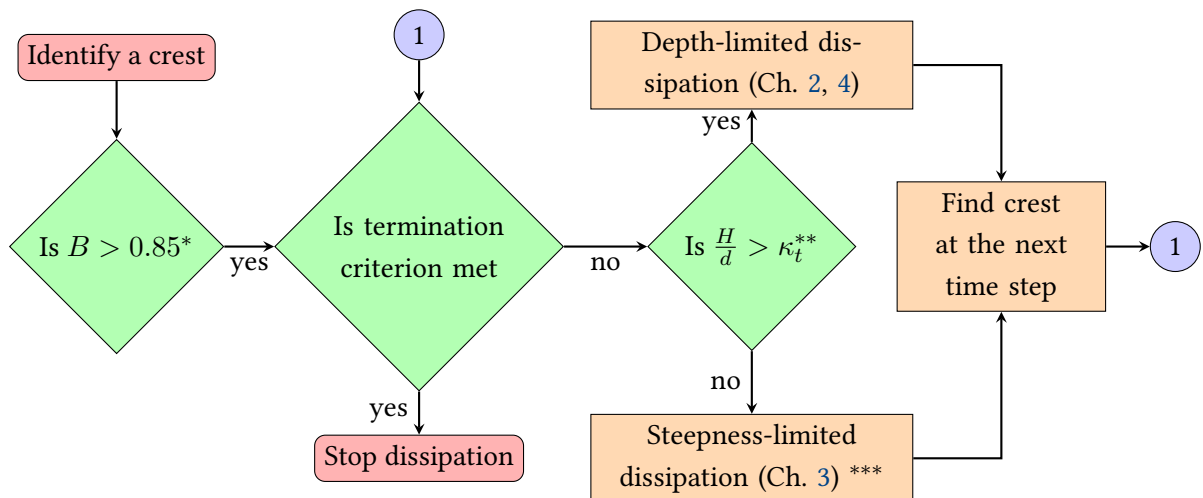 Identify a crest
1
Depth-limited dis-
sipation (Ch. 2, 4)
yes
Is B > 0.85*
yes
Is termination
criterion met
no
Is H/d > κ_t^{**}
Find crest
at the next
time step
1
no
yes
Stop dissipation
Steepness-limited
dissipation (Ch. 3) ***